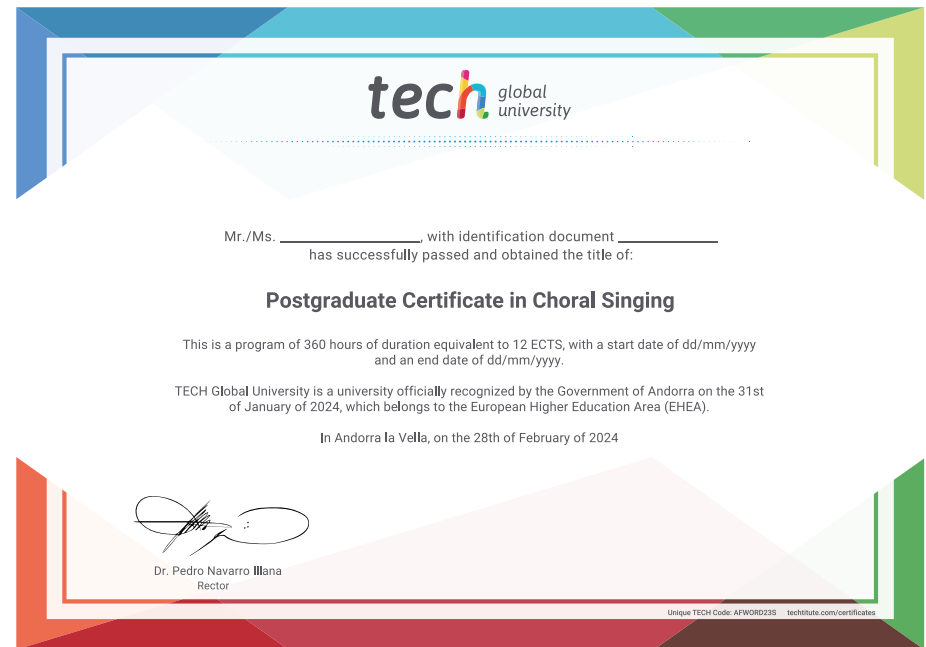 tech global
university
Mr./Ms. ____________, with identification document ____________
has successfully passed and obtained the title of:
Postgraduate Certificate in Choral Singing
This is a program of 360 hours of duration equivalent to 12 ECTS, with a start date of dd/mm/yyyy
and an end date of dd/mm/yyyy.
TECH Global University is a university officially recognized by the Government of Andorra on the 31st
of January of 2024, which belongs to the European Higher Education Area (EHEA).
In Andorra la Vella, on the 28th of February of 2024
Dr. Pedro Navarro Illana
Rector
Unique TECH Code: AFWORD23S techtitute.com/certificates